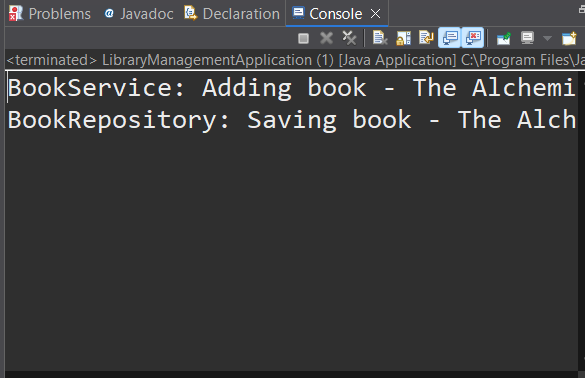 Problems Javadoc Declaration Console
<terminated> LibraryManagementApplication (1) [Java Application] C:\Program Files\Ja
BookService: Adding book - The Alchemi
BookRepository: Saving book - The Alch